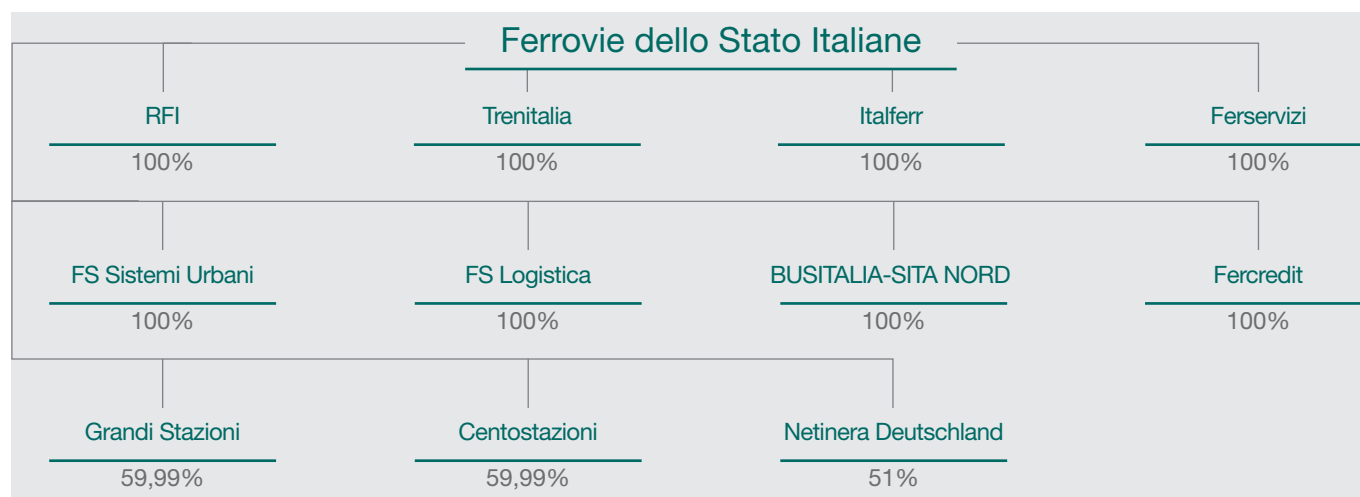 Ferrovie dello Stato Italiane
RFI
100%
Trenitalia
100%
Italferr
100%
Ferservizi
100%
FS Sistemi Urbani
100%
FS Logistica
100%
BUSITALIA-SITA NORD
100%
Fercredit
100%
Grandi Stazioni
59,99%
Centostazioni
59,99%
Netinera Deutschland
51%